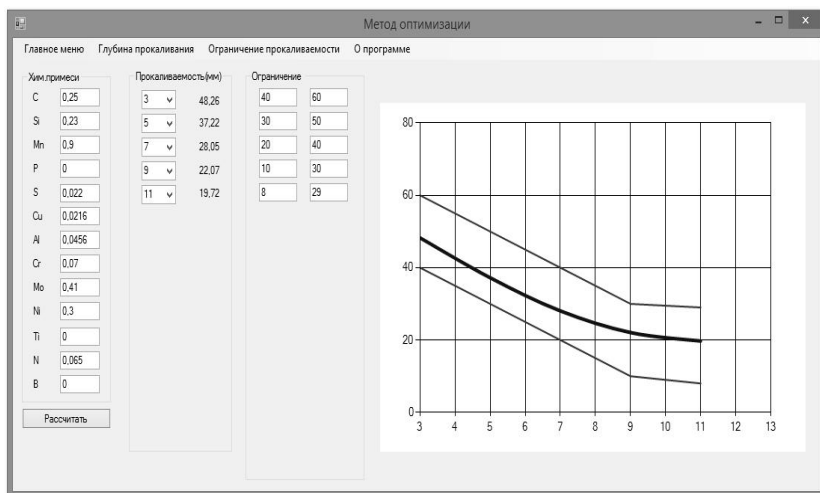 Метод оптимизации
Главное меню Глубина прокаливания Ограничение прокаливаемости О программе
Хим.примеси Прокаливаемость(мм) Ограничение
C 0,25 3 48,26 40 60
Si 0,23 5 37,22 30 50
Mn 0,9 7 28,05 20 40
P 0 9 22,07 10 30
S 0,022 11 19,72 8 29
Cu 0,0216
Al 0,0456
Cr 0,07
Mo 0,41
Ni 0,3
Ti 0
N 0,065
B 0
Рассчитать
80
60
40
20
0
3 4 5 6 7 8 9 10 11 12 13